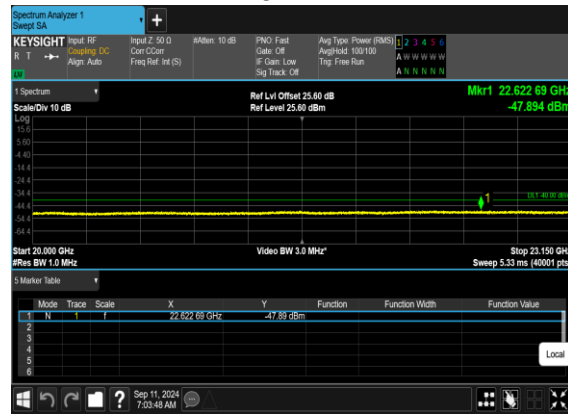 Spectrum Analyzer 1
Swept SA
KEYSIGHT Input: RF Input Z: 50 Ω #Atten: 10 dB PNO: Fast Avg Type: Power (RMS) 1 2 3 4 5 6
R T Coupling: DC Corr CCorr Gate: Off Avg|Hold: 100/100 A W W W W W
Align: Auto Freq Ref: Int (S) IF Gain: Low Trig: Free Run
LW Sig Track: Off A N N N N N
1 Spectrum Ref Lvl Offset 25.60 dB Mkr1 22.622 69 GHz
Scale/Div 10 dB Ref Level 25.60 dBm -47.894 dBm
Log
15.6
5.60
-4.40
-14.4
-24.4
-34.4
1
-44.4
-54.4
-64.4
Start 20.000 GHz Video BW 3.0 MHz* Stop 23.150 GHz
#Res BW 1.0 MHz Sweep 5.33 ms (40001 pts)
5 Marker Table
Mode Trace Scale X Y Function Function Width Function Value
1 N 1 f 22.622 69 GHz -47.89 dBm
2
3
4
5
6
Local
? Sep 11, 2024
7:03:48 AM